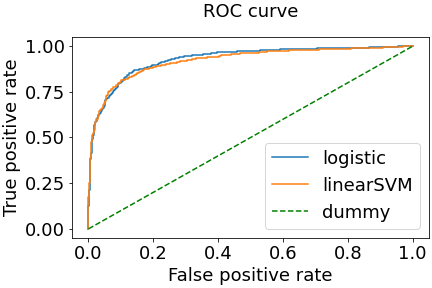 ROC curve
True positive rate
1.00
0.75
0.50
0.25
0.00
logistic
linearSVM
dummy
0.0 0.2 0.4 0.6 0.8 1.0
False positive rate